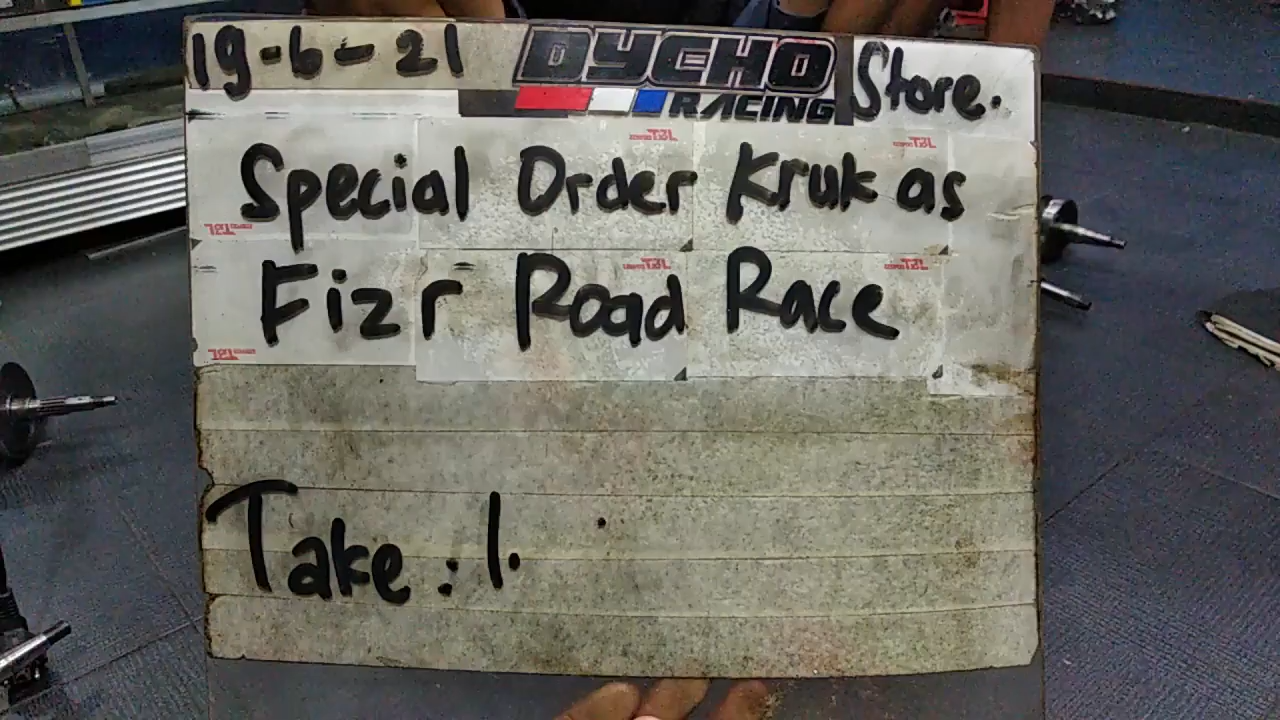 19-6-21 DYCHO RACING Store.
Special Order Kruk as
Fizr Road Race
Take : 1.